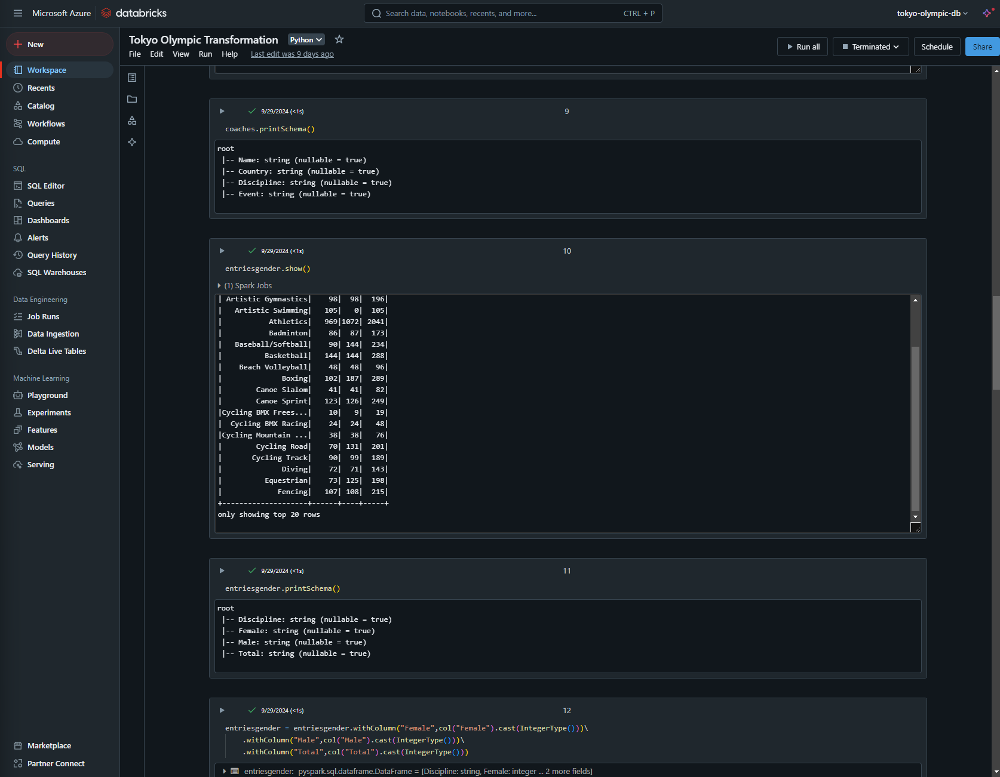 Microsoft Azure databricks Search data, notebooks, recents, and more... CTRL + P tokyo-olympic-db
New
Workspace
Recents
Catalog
Workflows
Compute
SQL
SQL Editor
Queries
Dashboards
Alerts
Query History
SQL Warehouses
Data Engineering
Job Runs
Data Ingestion
Delta Live Tables
Machine Learning
Playground
Experiments
Features
Models
Serving
Marketplace
Partner Connect
Tokyo Olympic Transformation Python
File Edit View Run Help Last edit was 9 days ago
Run all Terminated Schedule Share
9/29/2024 (<1s) 9
coaches.printSchema()
root
 |-- Name: string (nullable = true)
 |-- Country: string (nullable = true)
 |-- Discipline: string (nullable = true)
 |-- Event: string (nullable = true)
9/29/2024 (<1s) 10
entriesgender.show()
(1) Spark Jobs
| Artistic Gymnastics|    98|  98|  196|
|   Artistic Swimming|   105|   0|  105|
|           Athletics|   969|1072| 2041|
|           Badminton|    86|  87|  173|
|   Baseball/Softball|    90| 144|  234|
|          Basketball|   144| 144|  288|
|    Beach Volleyball|    48|  48|   96|
|              Boxing|   102| 187|  289|
|        Canoe Slalom|    41|  41|   82|
|        Canoe Sprint|   123| 126|  249|
|Cycling BMX Frees...|    10|   9|   19|
|  Cycling BMX Racing|    24|  24|   48|
|Cycling Mountain ...|    38|  38|   76|
|        Cycling Road|    70| 131|  201|
|       Cycling Track|    90|  99|  189|
|              Diving|    72|  71|  143|
|          Equestrian|    73| 125|  198|
|             Fencing|   107| 108|  215|
+--------------------+------+----+-----+
only showing top 20 rows
9/29/2024 (<1s) 11
entriesgender.printSchema()
root
 |-- Discipline: string (nullable = true)
 |-- Female: string (nullable = true)
 |-- Male: string (nullable = true)
 |-- Total: string (nullable = true)
9/29/2024 (<1s) 12
entriesgender = entriesgender.withColumn("Female",col("Female").cast(IntegerType()))\
    .withColumn("Male",col("Male").cast(IntegerType()))\
    .withColumn("Total",col("Total").cast(IntegerType()))
entriesgender: pyspark.sql.dataframe.DataFrame = [Discipline: string, Female: integer ... 2 more fields]